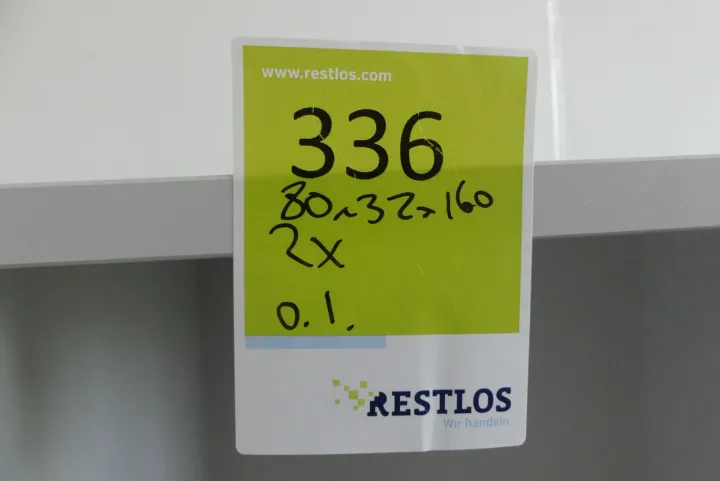 www.restlos.com
336
80x32x160
2x
0.1.
RESTLOS
Wir handeln.